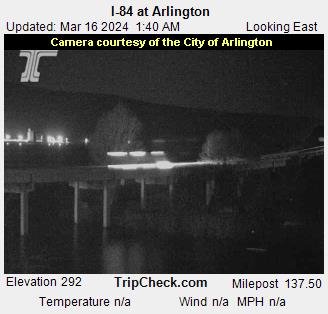 I-84 at Arlington
Updated: Mar 16 2024 1:40 AM Looking East
Camera courtesy of the City of Arlington
Elevation 292 TripCheck.com Milepost 137.50
Temperature n/a Wind n/a MPH n/a